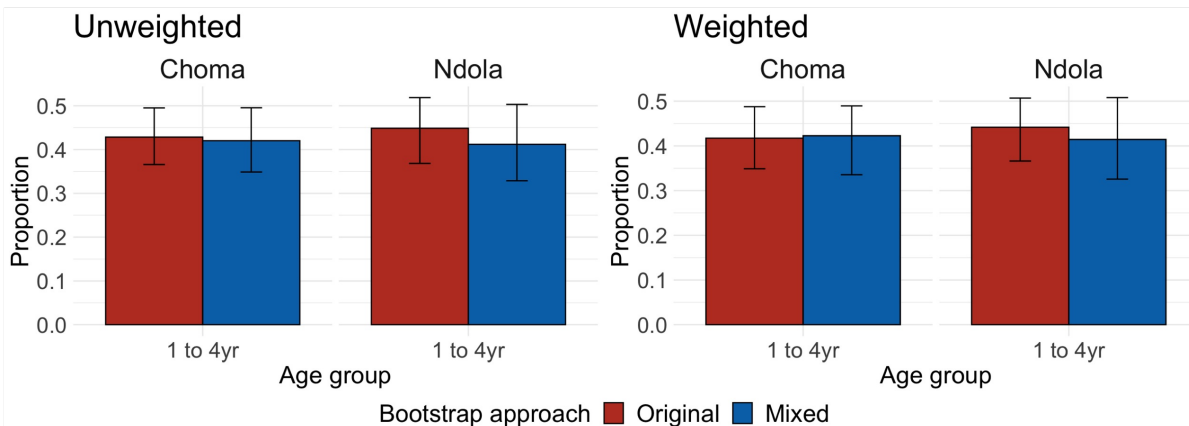 Unweighted
Choma Ndola
0.5
0.4
0.3
0.2
0.1
0.0
Proportion
1 to 4yr 1 to 4yr
Age group
Weighted
Choma Ndola
0.5
0.4
0.3
0.2
0.1
0.0
Proportion
1 to 4yr 1 to 4yr
Age group
Bootstrap approach Original Mixed